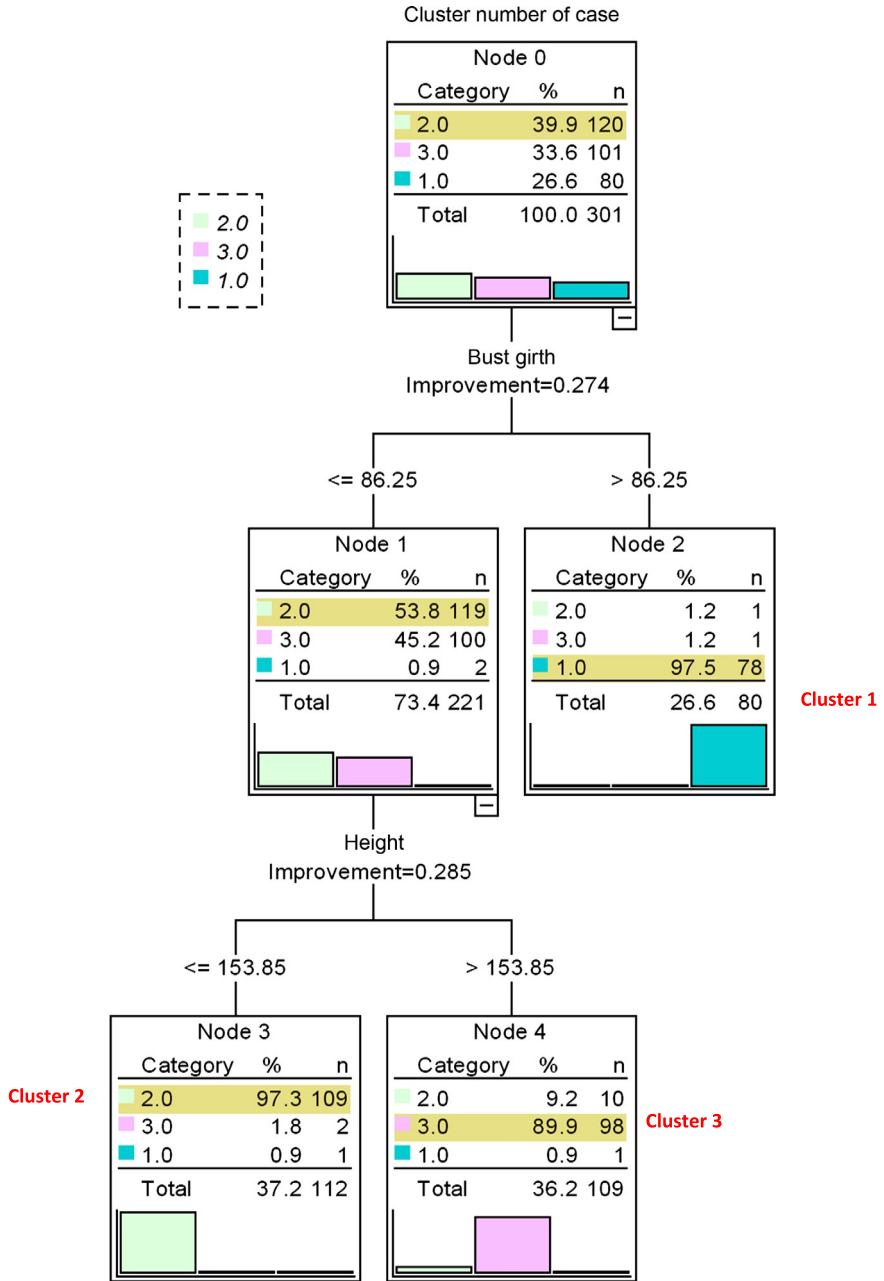 Cluster number of case
Node 0
Category % n
2.0 39.9 120
3.0 33.6 101
1.0 26.6 80
Total 100.0 301
2.0
3.0
1.0
Bust girth
Improvement=0.274
<= 86.25
> 86.25
Node 1
Category % n
2.0 53.8 119
3.0 45.2 100
1.0 0.9 2
Total 73.4 221
Node 2
Category % n
2.0 1.2 1
3.0 1.2 1
1.0 97.5 78
Total 26.6 80
Cluster 1
Height
Improvement=0.285
<= 153.85
> 153.85
Cluster 2
Node 3
Category % n
2.0 97.3 109
3.0 1.8 2
1.0 0.9 1
Total 37.2 112
Node 4
Category % n
2.0 9.2 10
3.0 89.9 98
1.0 0.9 1
Total 36.2 109
Cluster 3